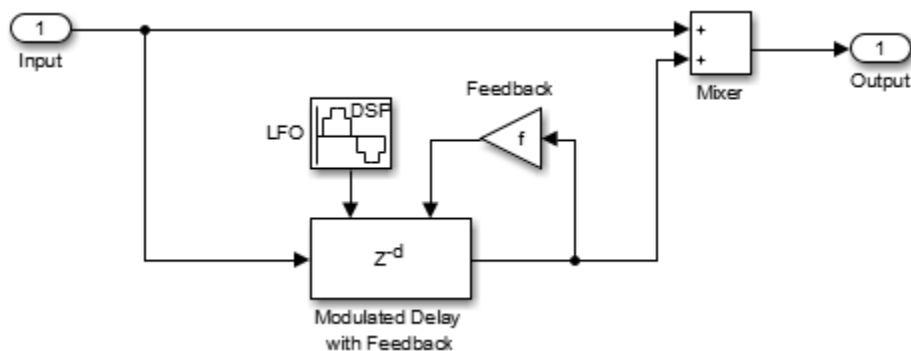 1
Input
LFO
DSP
Feedback
f
+
+
Mixer
1
Output
Z-d
Modulated Delay
with Feedback